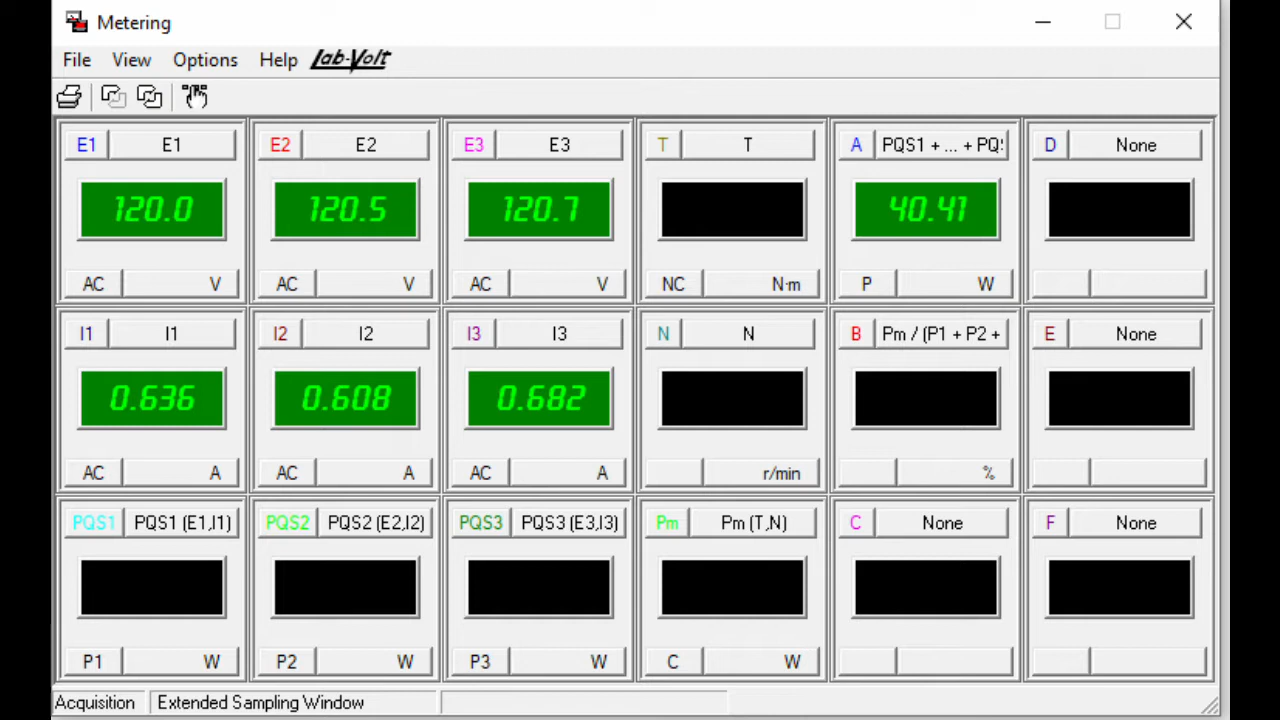 Metering
File View Options Help Lab-Volt
E1 E1 E2 E2 E3 E3 T T A PQS1 + ... + PQS D None
120.0 120.5 120.7 40.41
AC V AC V AC V NC N·m P W
I1 I1 I2 I2 I3 I3 N N B Pm / (P1 + P2 + E None
0.636 0.608 0.682
AC A AC A AC A r/min %
PQS1 PQS1 (E1,I1) PQS2 PQS2 (E2,I2) PQS3 PQS3 (E3,I3) Pm Pm (T,N) C None F None
P1 W P2 W P3 W C W
Acquisition Extended Sampling Window